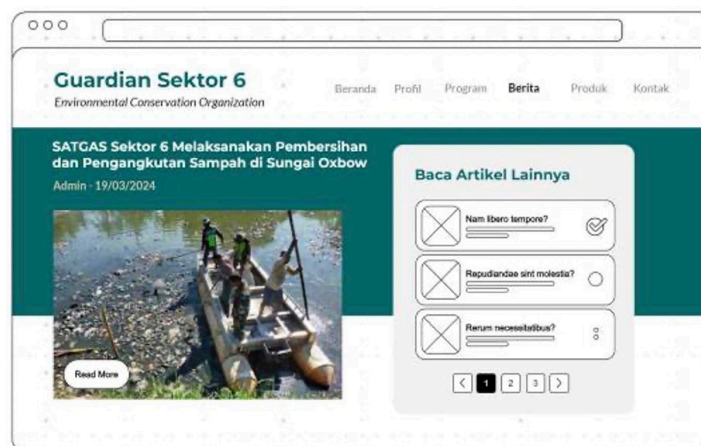 Guardian Sektor 6
Environmental Conservation Organization
Beranda Profil Program Berita Produk Kontak
SATGAS Sektor 6 Melaksanakan Pembersihan
dan Pengangkutan Sampah di Sungai Oxbow
Admin - 19/03/2024
Read More
Baca Artikel Lainnya
Nam libero tempore?
Repudiandae sint molestia?
Rerum necessitatibus?
1 2 3